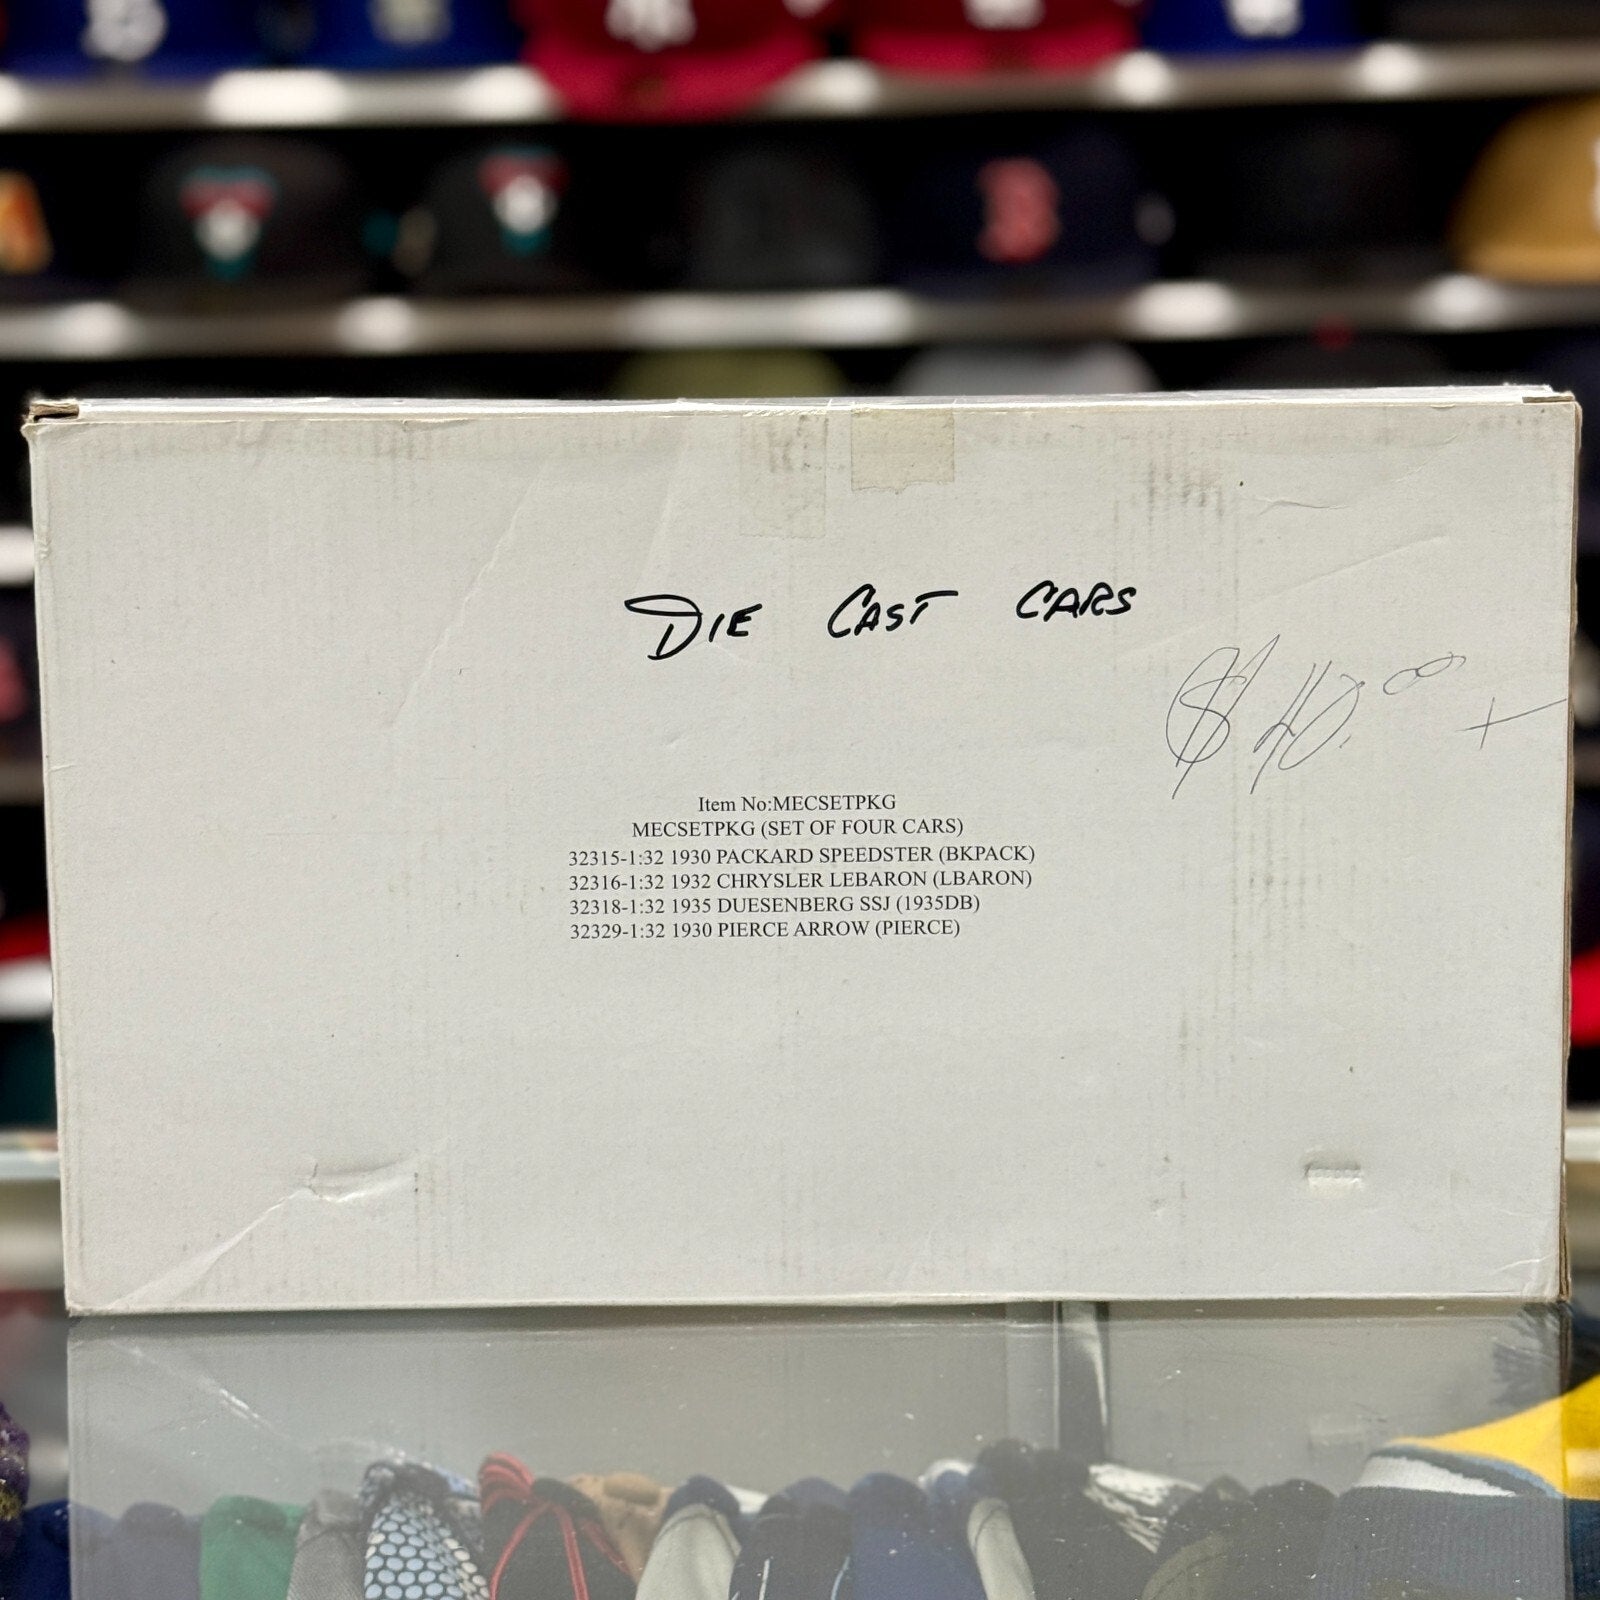 DIE CAST CARS
$40.00 +
Item No:MECSETPKG
MECSETPKG (SET OF FOUR CARS)
32315-1:32 1930 PACKARD SPEEDSTER (BKPACK)
32316-1:32 1932 CHRYSLER LEBARON (LBARON)
32318-1:32 1935 DUESENBERG SSJ (1935DB)
32329-1:32 1930 PIERCE ARROW (PIERCE)